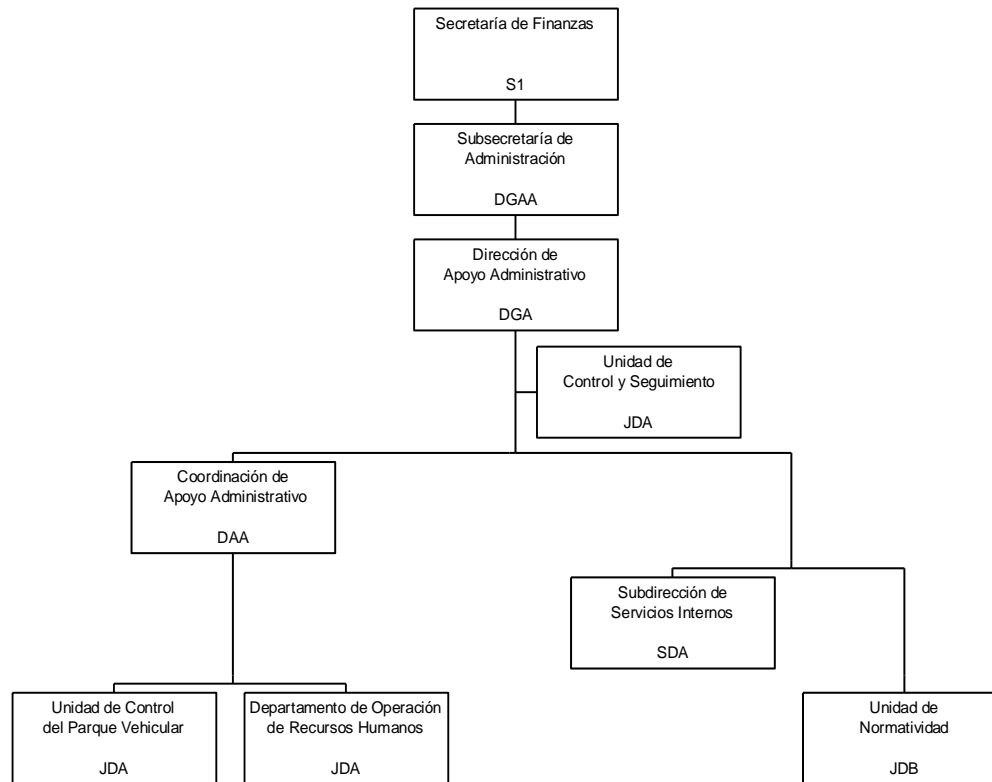 Secretaría de Finanzas
S1
Subsecretaría de
Administración
DGAA
Dirección de
Apoyo Administrativo
DGA
Unidad de
Control y Seguimiento
JDA
Coordinación de
Apoyo Administrativo
DAA
Subdirección de
Servicios Internos
SDA
Unidad de Control
del Parque Vehicular
JDA
Departamento de Operación
de Recursos Humanos
JDA
Unidad de
Normatividad
JDB